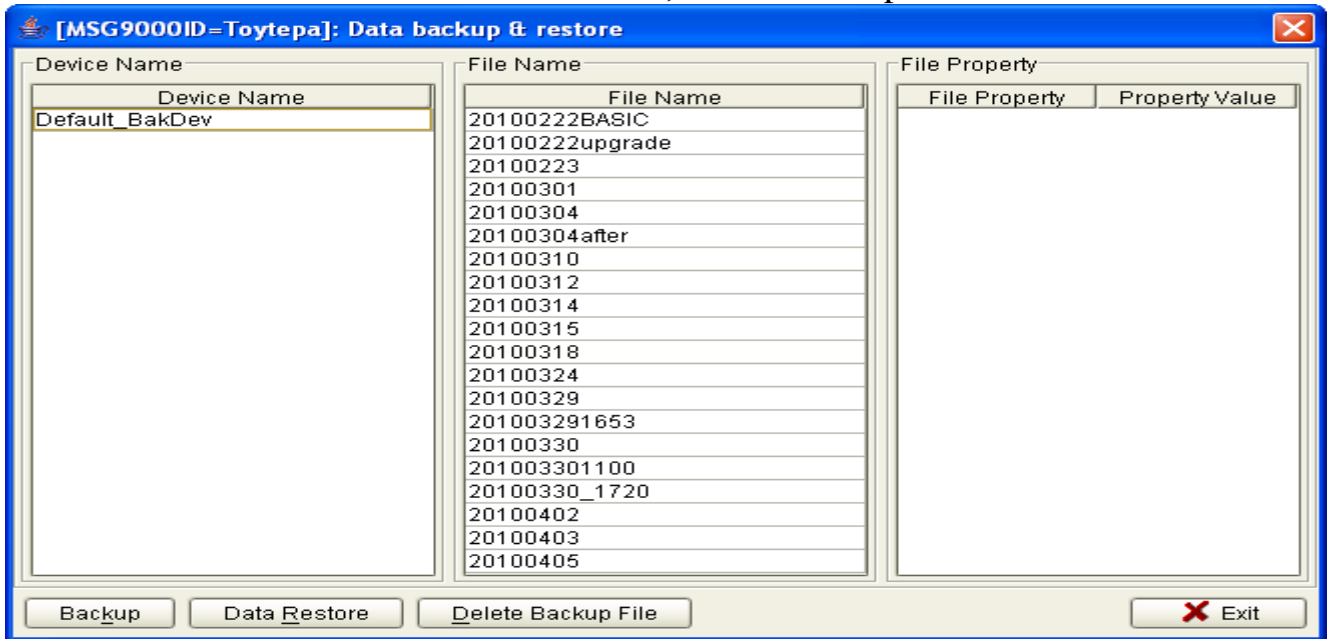 [MSG9000ID=Toytepa]: Data backup & restore
Device Name
File Name
File Property
Device Name
File Name
File Property
Property Value
Default_BakDev
20100222BASIC
20100222upgrade
20100223
20100301
20100304
20100304after
20100310
20100312
20100314
20100315
20100318
20100324
20100329
201003291653
20100330
201003301100
20100330_1720
20100402
20100403
20100405
Backup
Data Restore
Delete Backup File
Exit